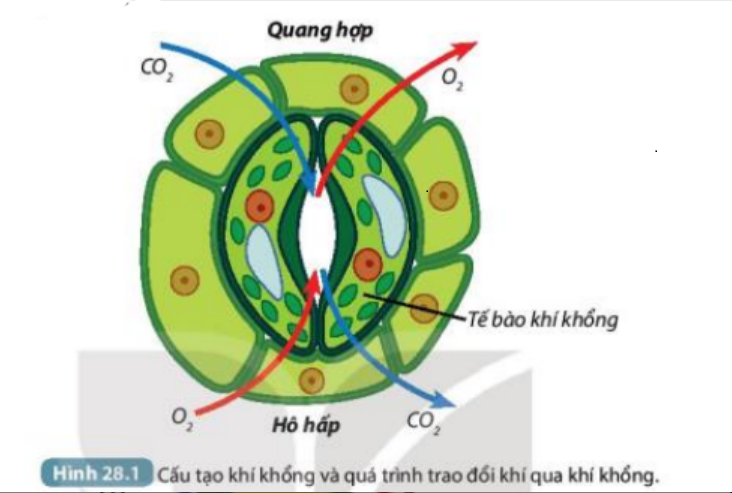 Quang hợp
CO₂
O₂
Tế bào khí khổng
O₂
Hô hấp
CO₂
Hình 28.1 Cấu tạo khí khổng và quá trình trao đổi khí qua khí khổng.